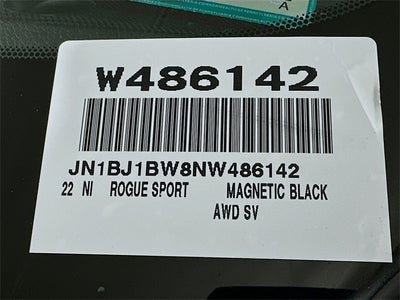 A
W486142
JN1BJ1BW8NW486142
22 NI ROGUE SPORT MAGNETIC BLACK
AWD SV